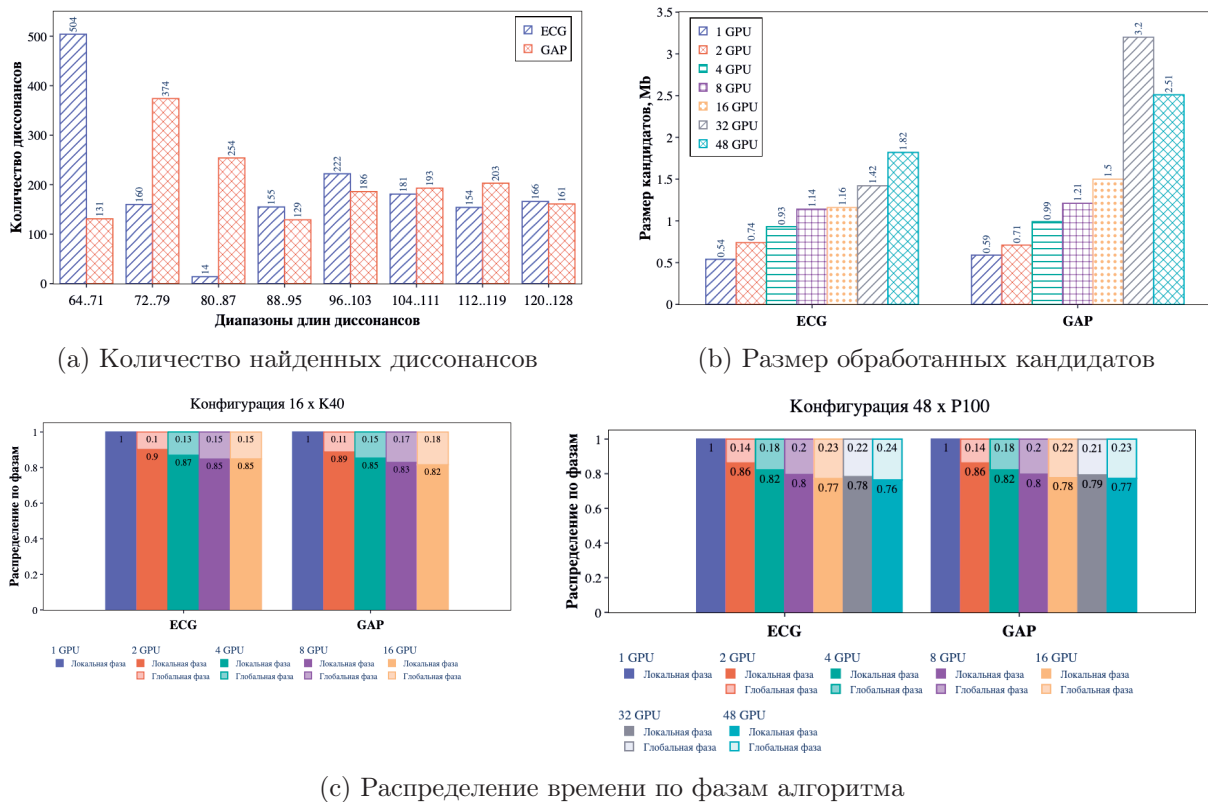 504
131
160
374
14
254
155
129
222
186
181
193
154
203
166
161
ECG
GAP
500
400
300
200
100
0
Количество диссонансов
64..71 72..79 80..87 88..95 96..103 104..111 112..119 120..128
Диапазоны длин диссонансов
(a) Количество найденных диссонансов
3.5
3
2.5
2
1.5
1
0.5
0
Размер кандидатов, Mb
1 GPU
2 GPU
4 GPU
8 GPU
16 GPU
32 GPU
48 GPU
0.54
0.74
0.93
1.14
1.16
1.42
1.82
0.59
0.71
0.99
1.21
1.5
3.2
2.51
ECG GAP
(b) Размер обработанных кандидатов
Конфигурация 16 x K40
Распределение по фазам
1
0.8
0.6
0.4
0.2
0
1 0.1 0.13 0.15 0.15 1 0.11 0.15 0.17 0.18
0.9 0.87 0.85 0.85 0.89 0.85 0.83 0.82
ECG GAP
1 GPU 2 GPU 4 GPU 8 GPU 16 GPU
Локальная фаза Локальная фаза Локальная фаза Локальная фаза Локальная фаза
Глобальная фаза Глобальная фаза Глобальная фаза Глобальная фаза
Конфигурация 48 x P100
Распределение по фазам
1
0.8
0.6
0.4
0.2
0
1 0.14 0.18 0.2 0.23 0.22 0.24 1 0.14 0.18 0.2 0.22 0.21 0.23
0.86 0.82 0.8 0.77 0.78 0.76 0.86 0.82 0.8 0.78 0.79 0.77
ECG GAP
1 GPU 2 GPU 4 GPU 8 GPU 16 GPU
Локальная фаза Локальная фаза Локальная фаза Локальная фаза Локальная фаза
Глобальная фаза Глобальная фаза Глобальная фаза Глобальная фаза
32 GPU 48 GPU
Локальная фаза Локальная фаза
Глобальная фаза Глобальная фаза
(c) Распределение времени по фазам алгоритма